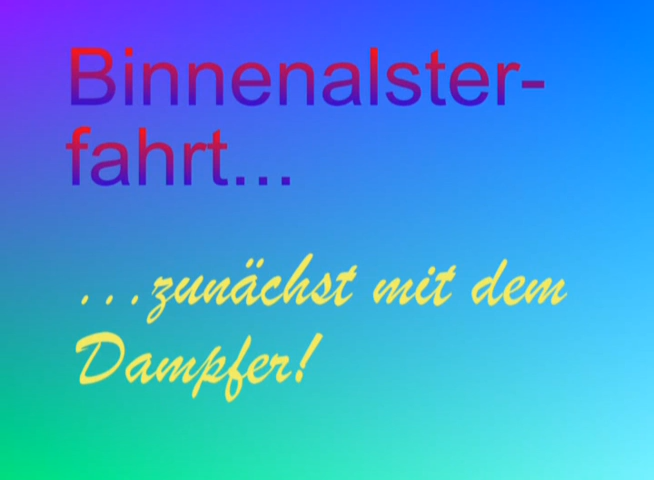 Binnenalster-
fahrt...
...zunächst mit dem
Dampfer!